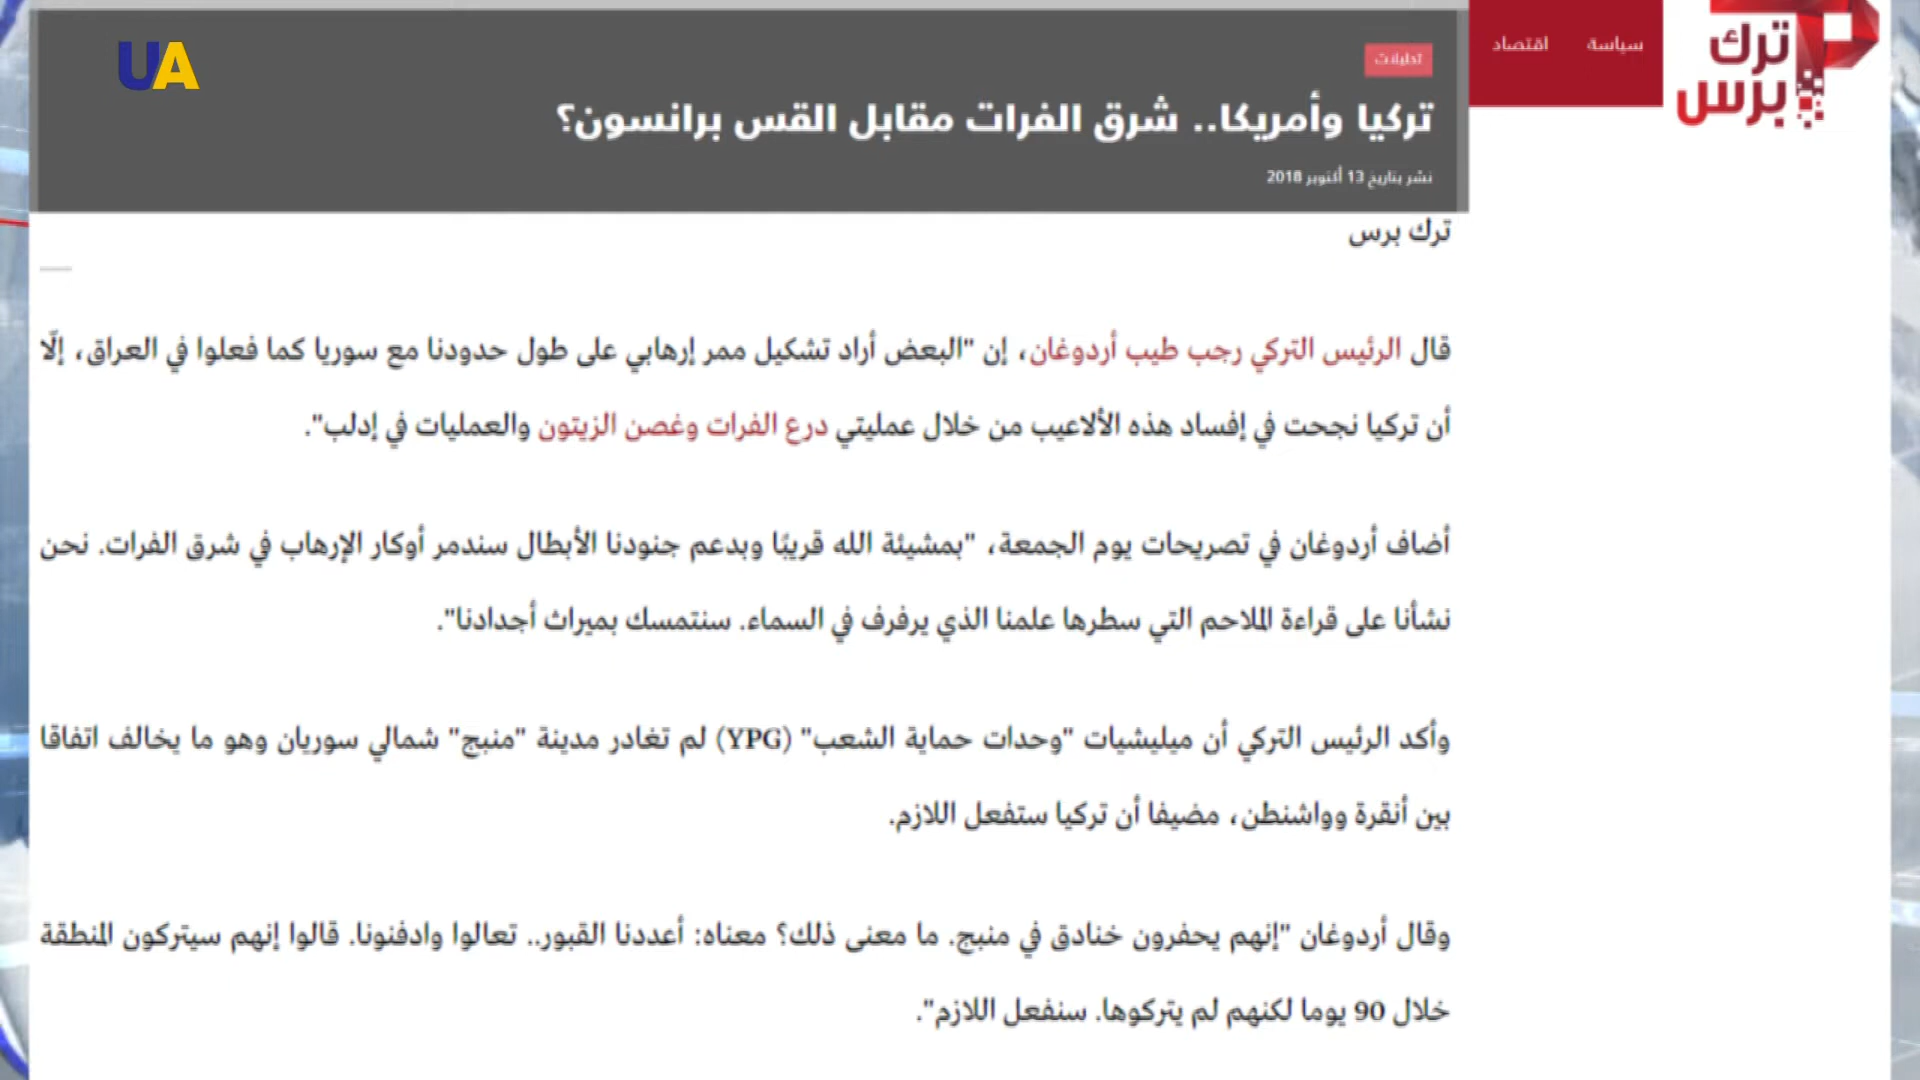 UA
ترك
برس
سياسة
اقتصاد
تحليلات
تركيا وأمريكا.. شرق الفرات مقابل القس برانسون؟
نشر بتاريخ 13 أكتوبر 2018
ترك برس
قال الرئيس التركي رجب طيب أردوغان، إن "البعض أراد تشكيل ممر إرهابي على طول حدودنا مع سوريا كما فعلوا في العراق، إلّا
أن تركيا نجحت في إفساد هذه الألاعيب من خلال عمليتي درع الفرات وغصن الزيتون والعمليات في إدلب".
أضاف أردوغان في تصريحات يوم الجمعة، "بمشيئة الله قريبًا وبدعم جنودنا الأبطال سندمر أوكار الإرهاب في شرق الفرات. نحن
نشأنا على قراءة الملاحم التي سطرها علمنا الذي يرفرف في السماء. سنتمسك بميراث أجدادنا".
وأكد الرئيس التركي أن ميليشيات "وحدات حماية الشعب" (YPG) لم تغادر مدينة "منبج" شمالي سوريان وهو ما يخالف اتفاقا
بين أنقرة وواشنطن، مضيفا أن تركيا ستفعل اللازم.
وقال أردوغان "إنهم يحفرون خنادق في منبج. ما معنى ذلك؟ معناه: أعددنا القبور.. تعالوا وادفنونا. قالوا إنهم سيتركون المنطقة
خلال 90 يوما لكنهم لم يتركوها. سنفعل اللازم".